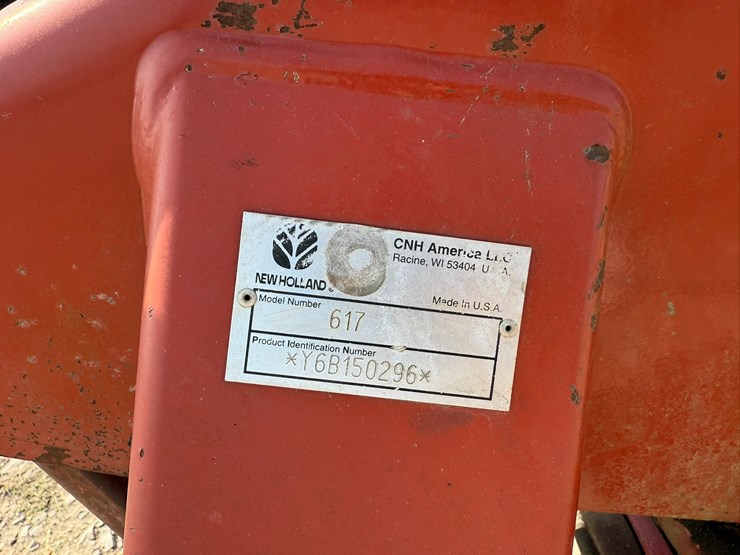 NEW HOLLAND
CNH America LLC
Racine, WI 53404 U.S.A.
Made in U.S.A.
Model Number
617
Product Identification Number
*Y6B150296*